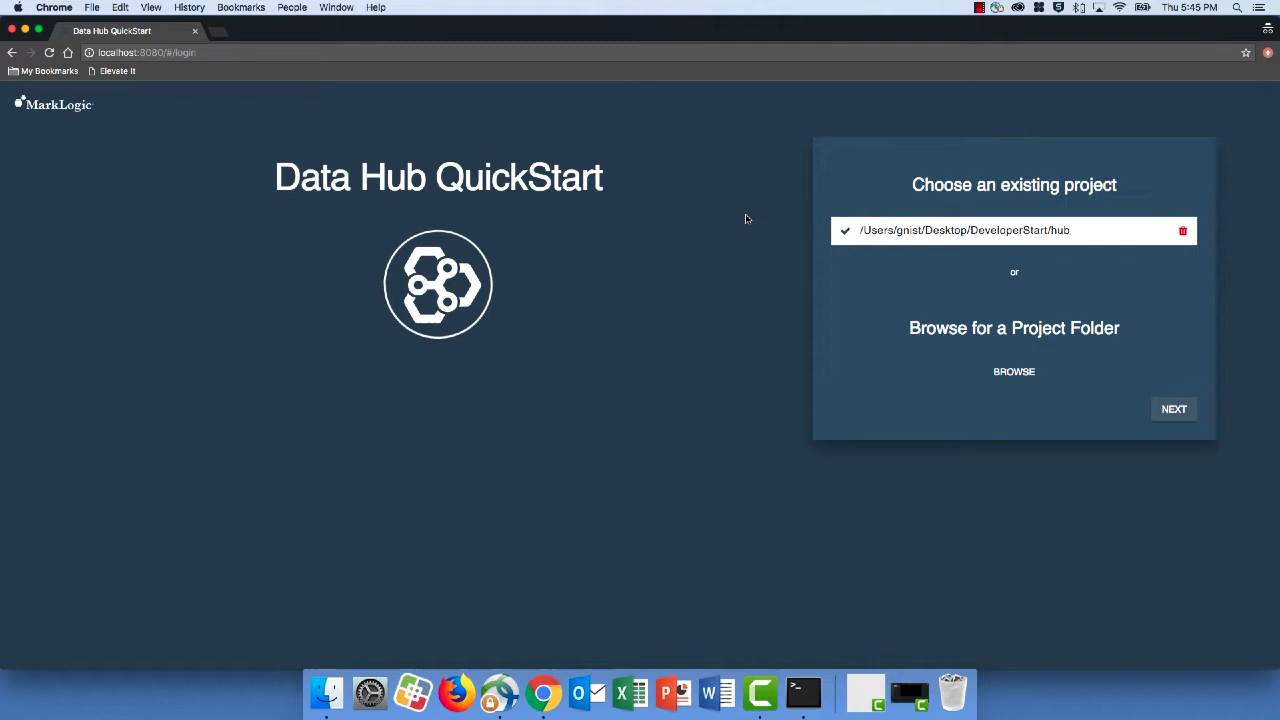 Chrome File Edit View History Bookmarks People Window Help Thu 5:45 PM
Data Hub QuickStart
localhost:8080/#/login
My Bookmarks Elevate It
MarkLogic
Data Hub QuickStart
Choose an existing project
/Users/gnist/Desktop/DeveloperStart/hub
or
Browse for a Project Folder
BROWSE
NEXT